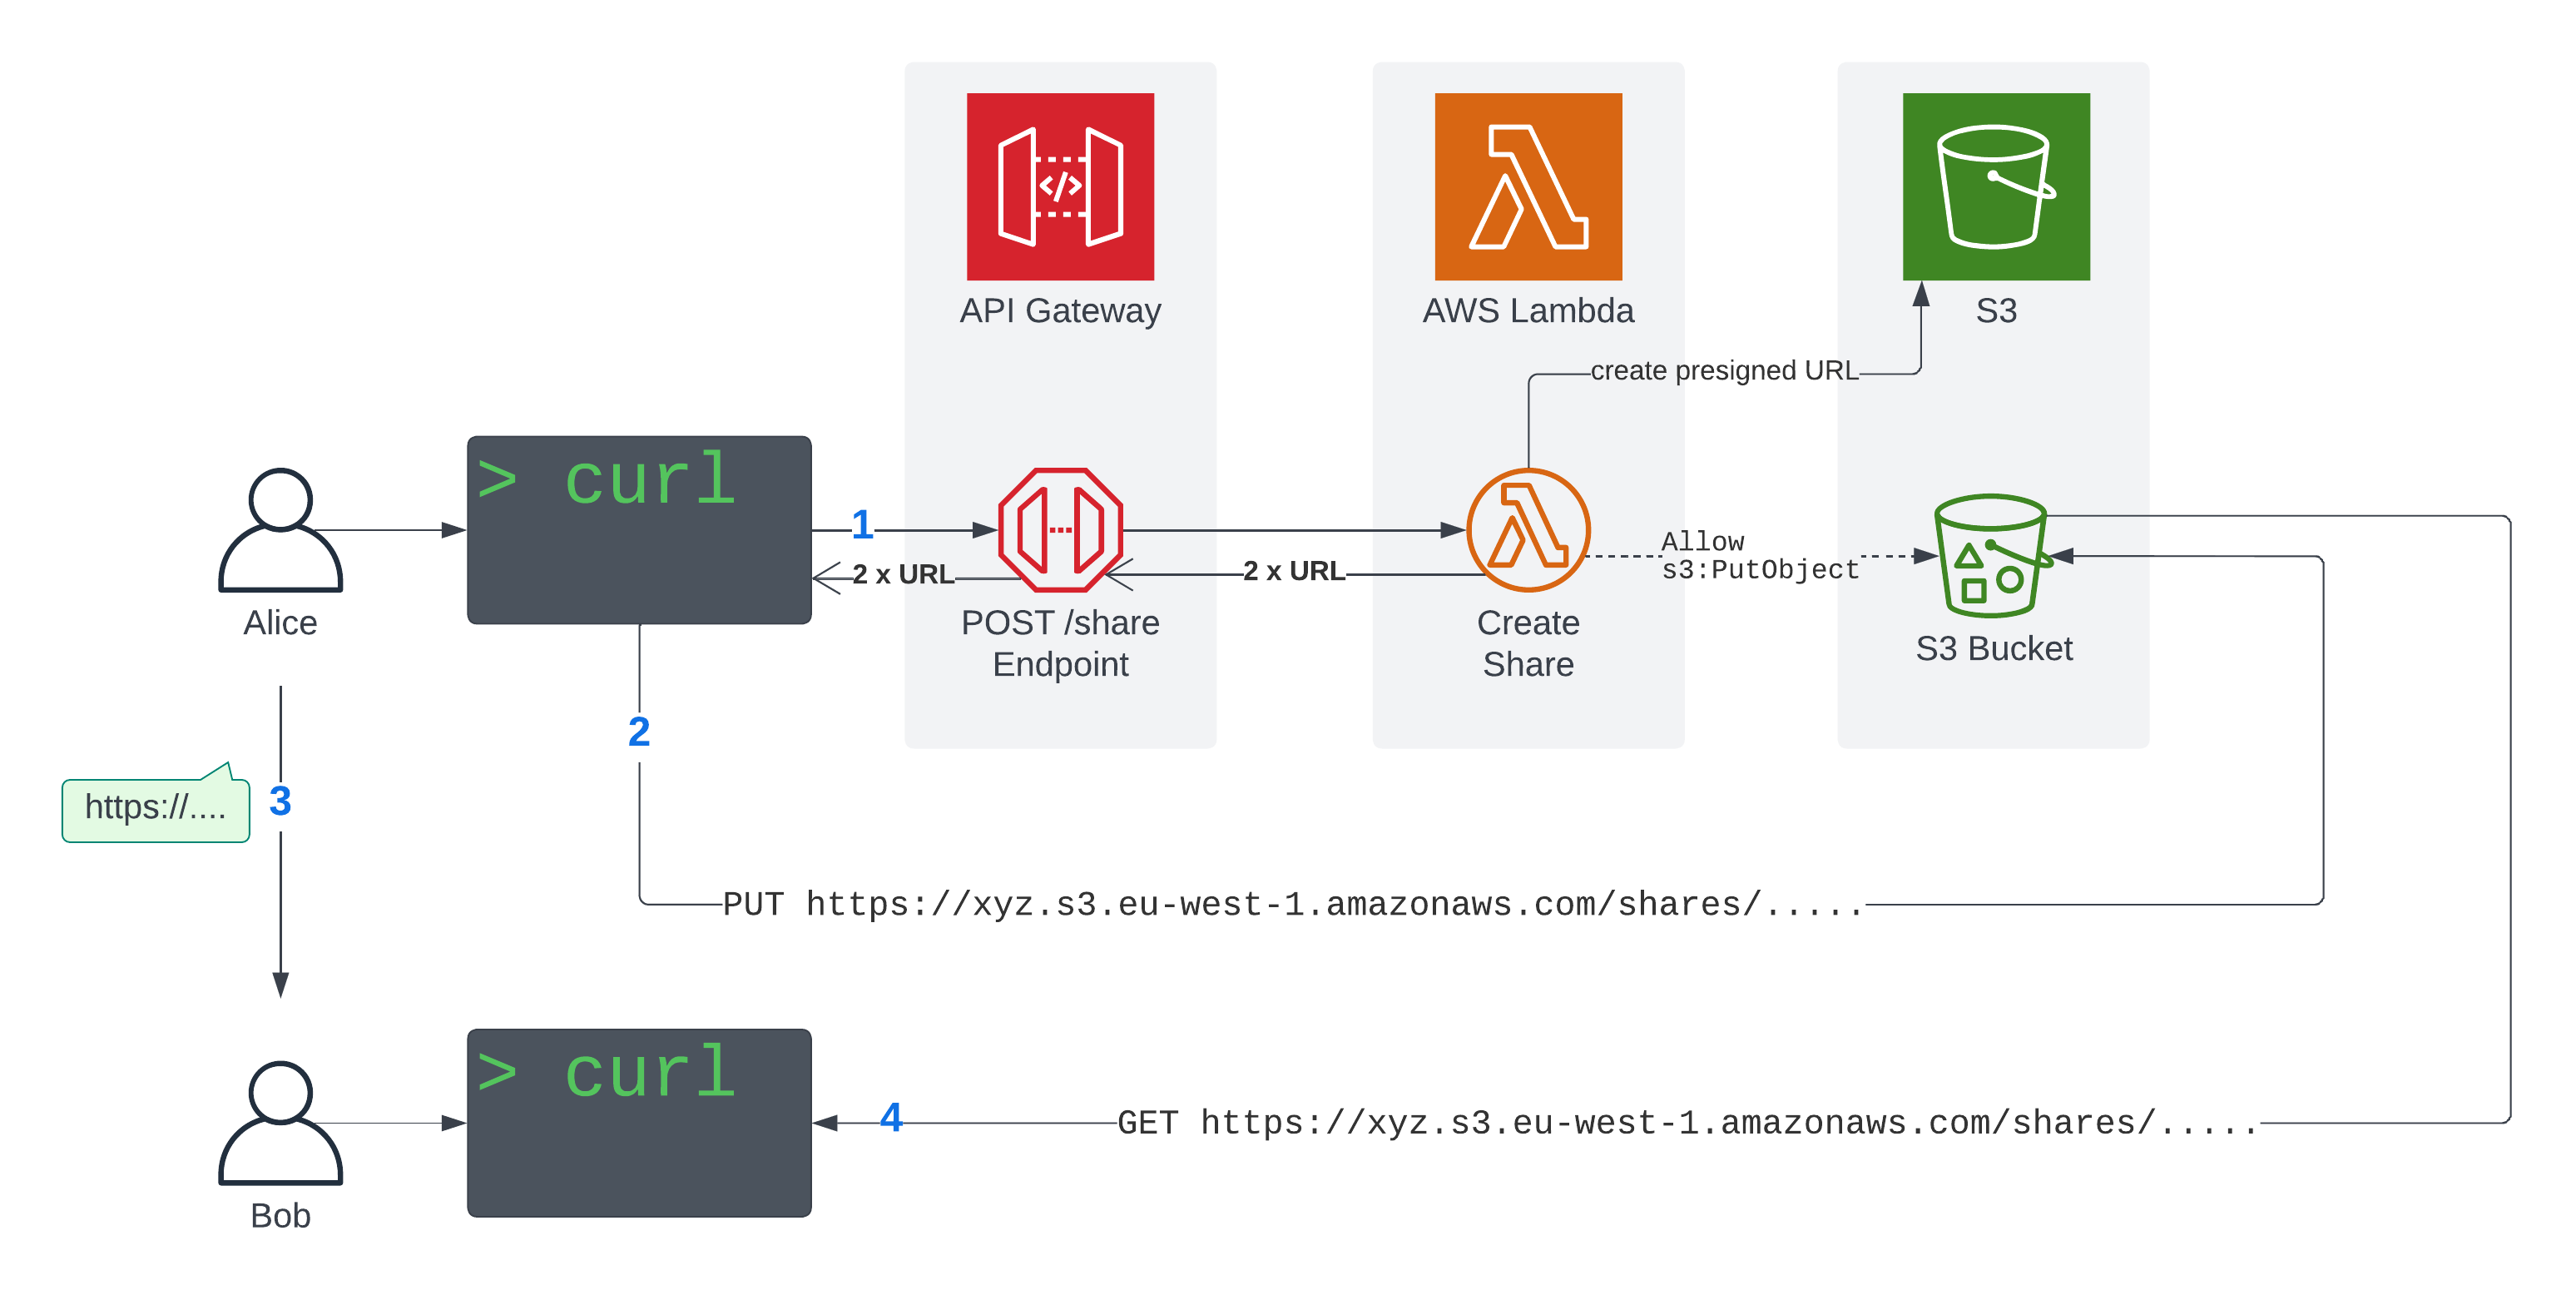 API Gateway
AWS Lambda
S3
create presigned URL
> curl
1
2 x URL
2 x URL
Allow
s3:PutObject
Alice
POST /share
Endpoint
Create
Share
S3 Bucket
2
https://....
3
PUT https://xyz.s3.eu-west-1.amazonaws.com/shares/.....
> curl
4
GET https://xyz.s3.eu-west-1.amazonaws.com/shares/.....
Bob